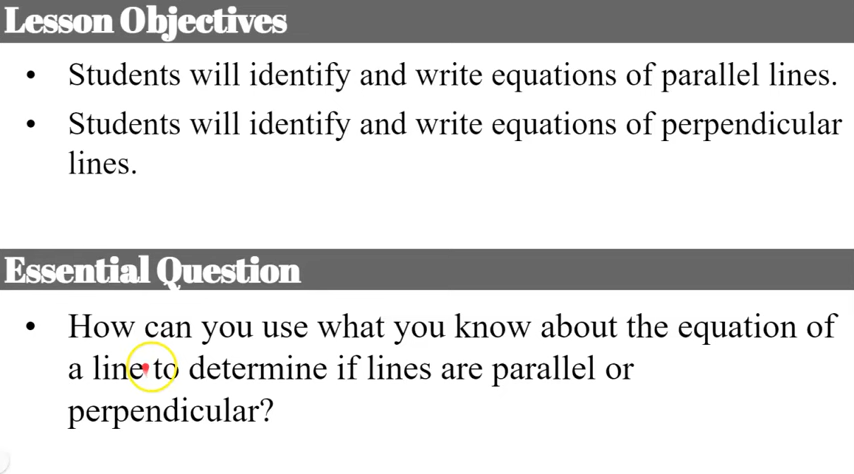 Lesson Objectives
• Students will identify and write equations of parallel lines.
• Students will identify and write equations of perpendicular
lines.
Essential Question
• How can you use what you know about the equation of
a line to determine if lines are parallel or
perpendicular?